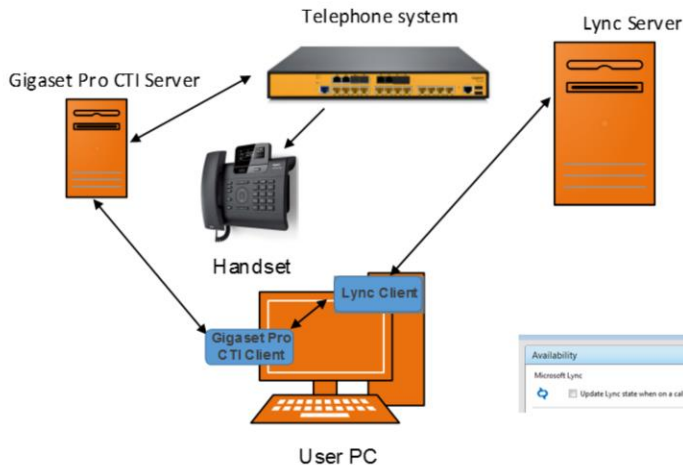 Telephone system
Lync Server
Gigaset Pro CTI Server
Handset
Lync Client
Gigaset Pro
CTI Client
Availability
Microsoft Lync
Update Lync state when on a cal
User PC